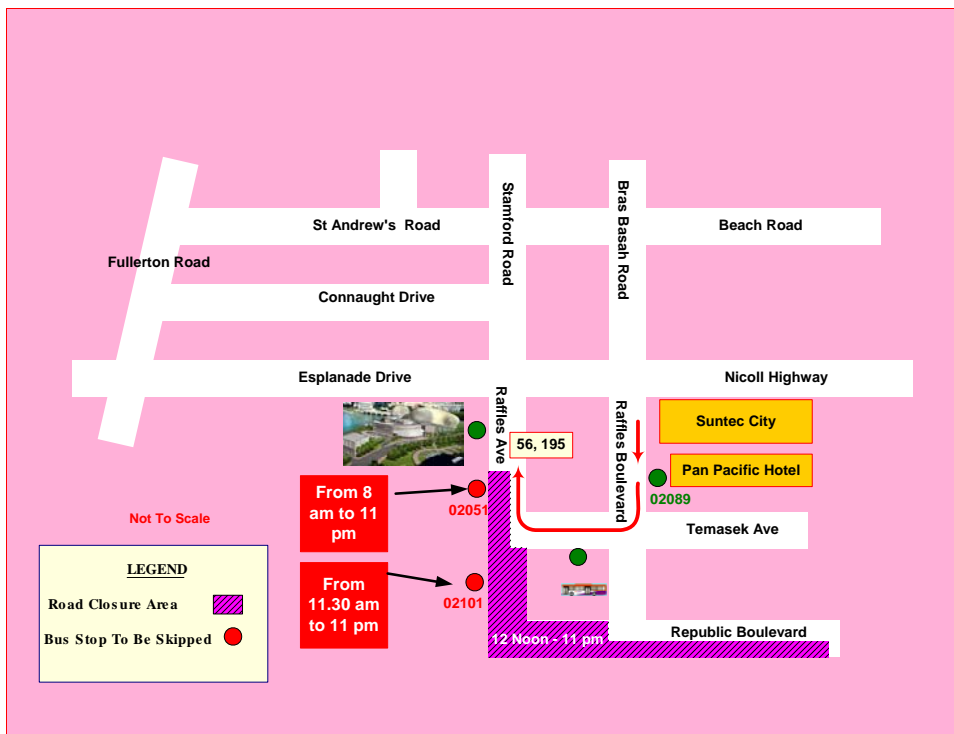 Stamford Road
Bras Basah Road
St Andrew's Road
Beach Road
Fullerton Road
Connaught Drive
Esplanade Drive
Nicoll Highway
Raffles Ave
Raffles Boulevard
Suntec City
56, 195
Pan Pacific Hotel
From 8
am to 11
pm
02051
02089
Not To Scale
Temasek Ave
LEGEND
Road Closure Area
Bus Stop To Be Skipped
From
11.30 am
to 11 pm
02101
12 Noon - 11 pm
Republic Boulevard